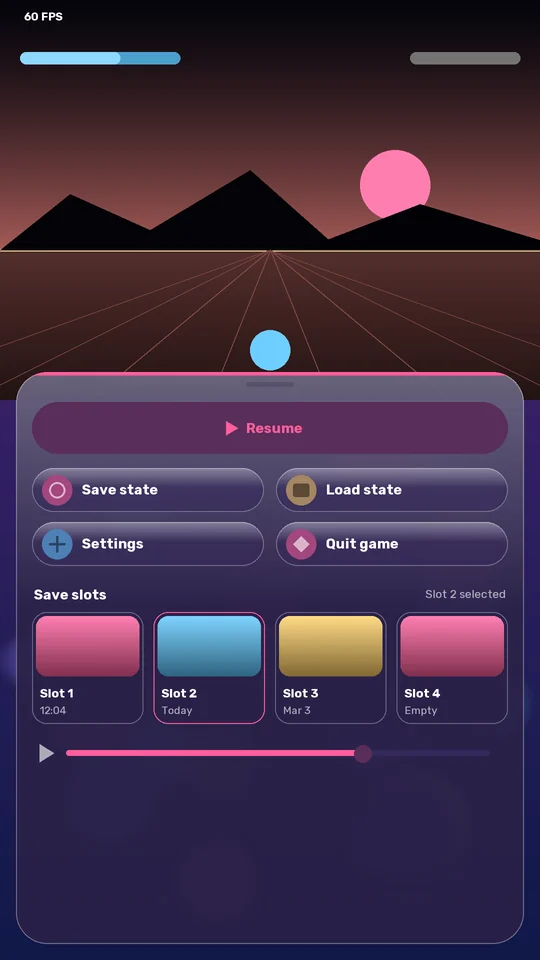 60 FPS
Resume
Save state
Load state
Settings
Quit game
Save slots
Slot 2 selected
Slot 1
12:04
Slot 2
Today
Slot 3
Mar 3
Slot 4
Empty